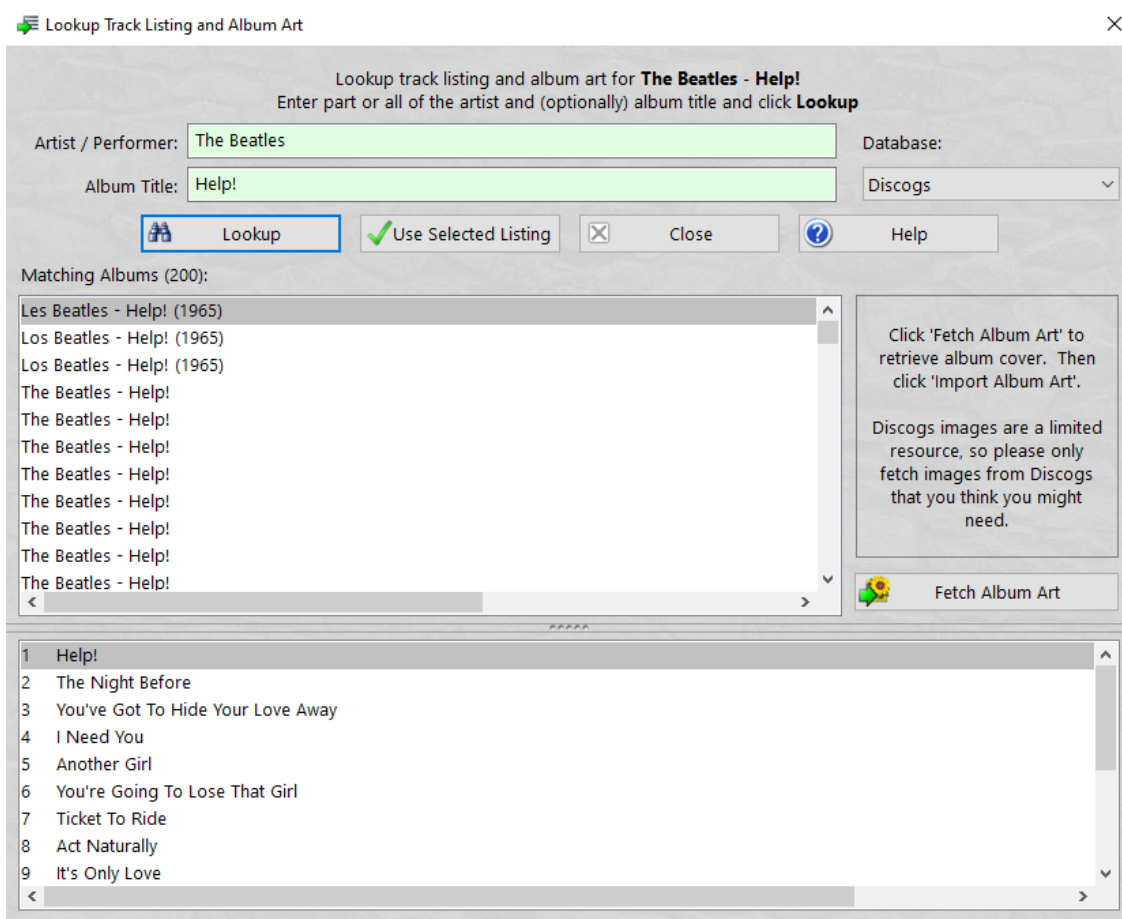 Lookup Track Listing and Album Art
Lookup track listing and album art for The Beatles - Help!
Enter part or all of the artist and (optionally) album title and click Lookup
Artist / Performer:
The Beatles
Database:
Album Title:
Help!
Discogs
Lookup
Use Selected Listing
Close
Help
Matching Albums (200):
Les Beatles - Help! (1965)
Los Beatles - Help! (1965)
Los Beatles - Help! (1965)
The Beatles - Help!
The Beatles - Help!
The Beatles - Help!
The Beatles - Help!
The Beatles - Help!
The Beatles - Help!
The Beatles - Help!
The Beatles - Help!
Click 'Fetch Album Art' to
retrieve album cover. Then
click 'Import Album Art'.
Discogs images are a limited
resource, so please only
fetch images from Discogs
that you think you might
need.
Fetch Album Art
1 Help!
2 The Night Before
3 You've Got To Hide Your Love Away
4 I Need You
5 Another Girl
6 You're Going To Lose That Girl
7 Ticket To Ride
8 Act Naturally
9 It's Only Love